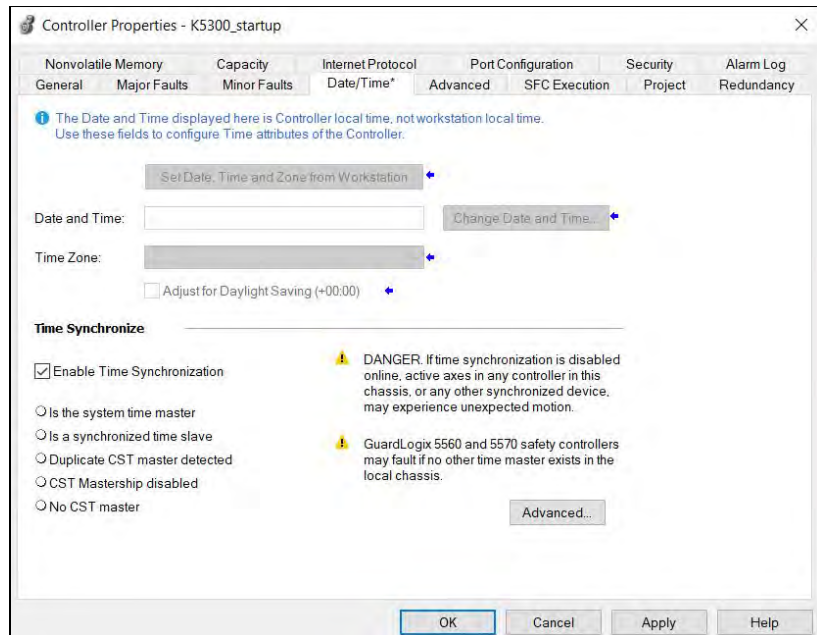 Controller Properties - K5300_startup
Nonvolatile Memory Capacity Internet Protocol Port Configuration Security Alarm Log
General Major Faults Minor Faults Date/Time* Advanced SFC Execution Project Redundancy
The Date and Time displayed here is Controller local time, not workstation local time.
Use these fields to configure Time attributes of the Controller.
Set Date, Time and Zone from Workstation
Date and Time: Change Date and Time...
Time Zone:
Adjust for Daylight Saving (+00:00)
Time Synchronize
Enable Time Synchronization
Is the system time master
Is a synchronized time slave
Duplicate CST master detected
CST Mastership disabled
No CST master
DANGER. If time synchronization is disabled
online, active axes in any controller in this
chassis, or any other synchronized device,
may experience unexpected motion.
GuardLogix 5560 and 5570 safety controllers
may fault if no other time master exists in the
local chassis.
Advanced...
OK Cancel Apply Help